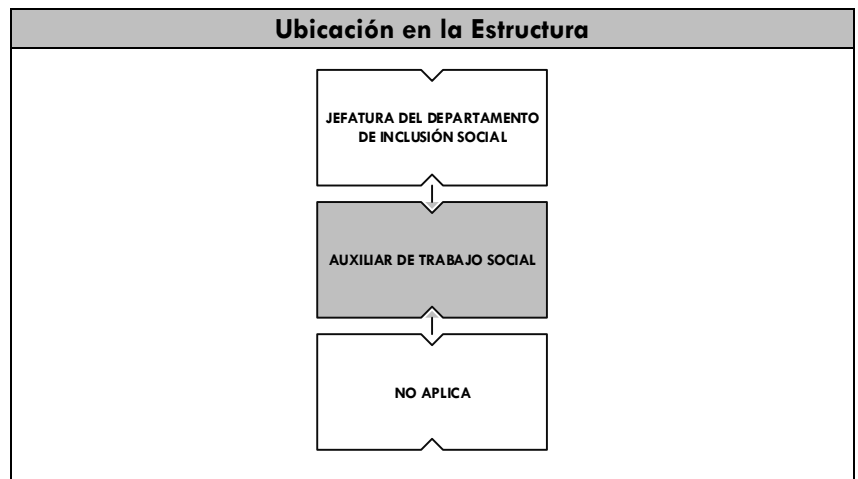 Ubicación en la Estructura
JEFATURA DEL DEPARTAMENTO
DE INCLUSIÓN SOCIAL
AUXILIAR DE TRABAJO SOCIAL
NO APLICA